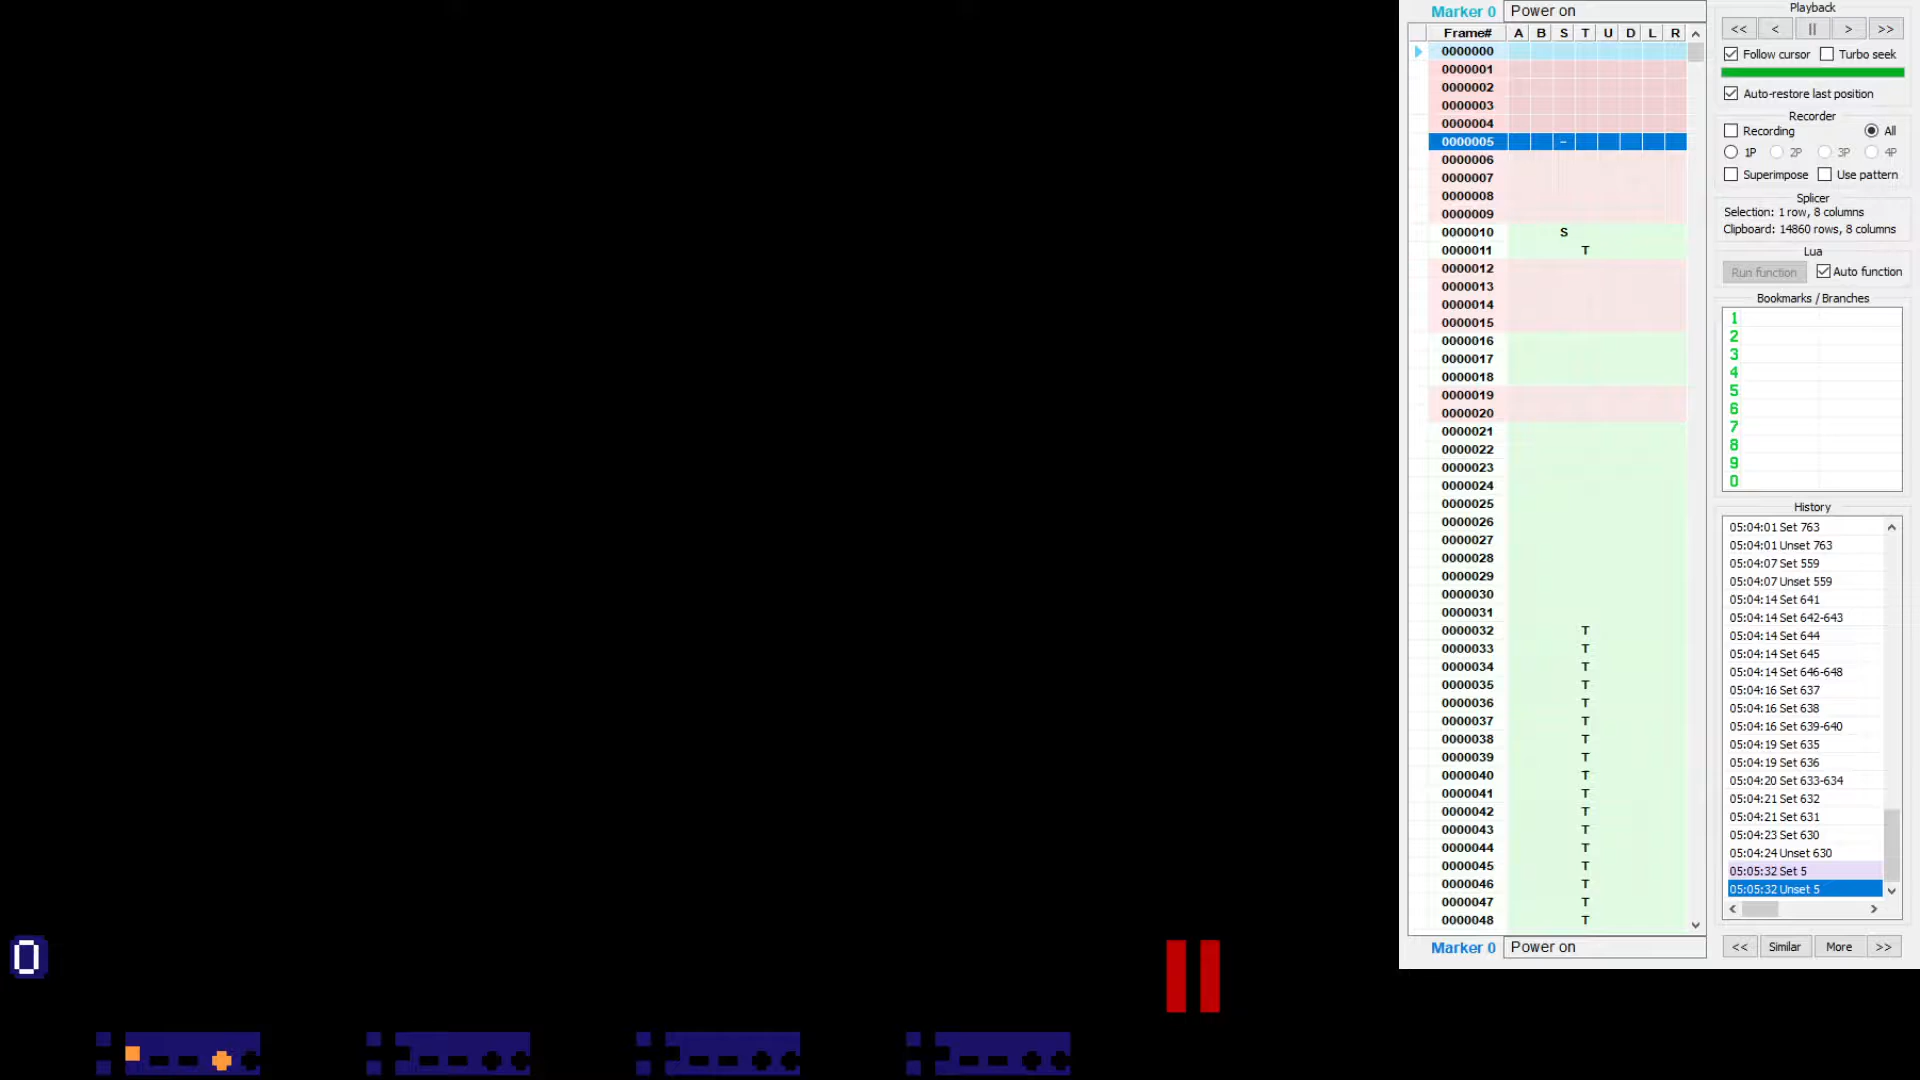 Marker 0 Power on
Frame# A B S T U D L R
0000000
0000001
0000002
0000003
0000004
0000005 -
0000006
0000007
0000008
0000009
0000010 S
0000011 T
0000012
0000013
0000014
0000015
0000016
0000017
0000018
0000019
0000020
0000021
0000022
0000023
0000024
0000025
0000026
0000027
0000028
0000029
0000030
0000031
0000032 T
0000033 T
0000034 T
0000035 T
0000036 T
0000037 T
0000038 T
0000039 T
0000040 T
0000041 T
0000042 T
0000043 T
0000044 T
0000045 T
0000046 T
0000047 T
0000048 T
Marker 0 Power on
Playback
<< < || > >>
Follow cursor Turbo seek
Auto-restore last position
Recorder
Recording All
1P 2P 3P 4P
Superimpose Use pattern
Splicer
Selection: 1 row, 8 columns
Clipboard: 14860 rows, 8 columns
Lua
Run function Auto function
Bookmarks / Branches
1
2
3
4
5
6
7
8
9
0
History
05:04:01 Set 763
05:04:01 Unset 763
05:04:07 Set 559
05:04:07 Unset 559
05:04:14 Set 641
05:04:14 Set 642-643
05:04:14 Set 644
05:04:14 Set 645
05:04:14 Set 646-648
05:04:16 Set 637
05:04:16 Set 638
05:04:16 Set 639-640
05:04:19 Set 635
05:04:19 Set 636
05:04:20 Set 633-634
05:04:21 Set 632
05:04:21 Set 631
05:04:23 Set 630
05:04:24 Unset 630
05:05:32 Set 5
05:05:32 Unset 5
<< Similar More >>
0